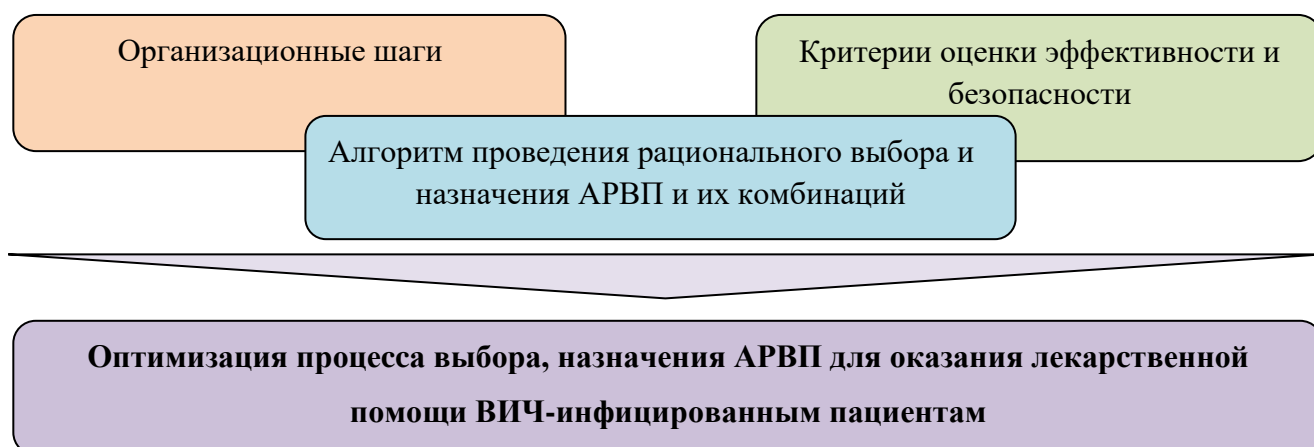 Организационные шаги
Критерии оценки эффективности и
безопасности
Алгоритм проведения рационального выбора и
назначения АРВП и их комбинаций
Оптимизация процесса выбора, назначения АРВП для оказания лекарственной
помощи ВИЧ-инфицированным пациентам